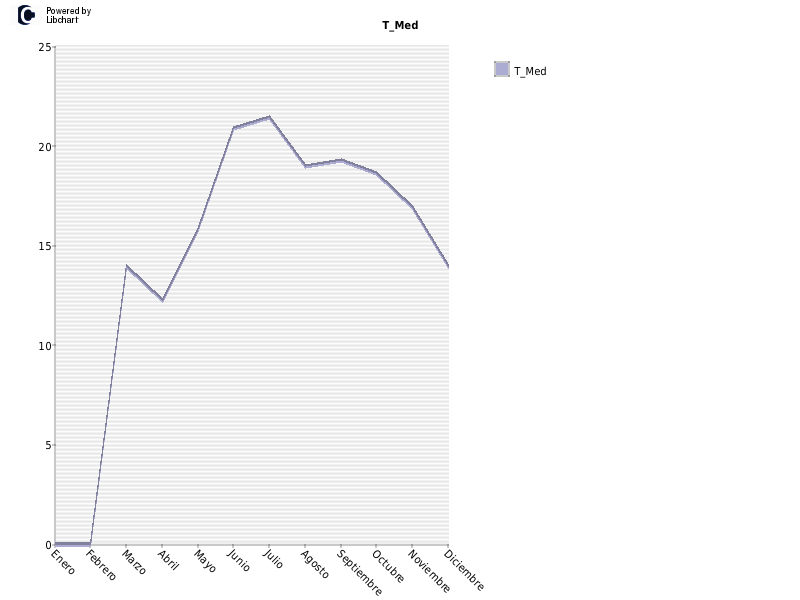 Powered by
Libchart
T_Med
25
20
15
10
5
0
T_Med
Enero
Febrero
Marzo
Abril
Mayo
Junio
Julio
Agosto
Septiembre
Octubre
Noviembre
Diciembre